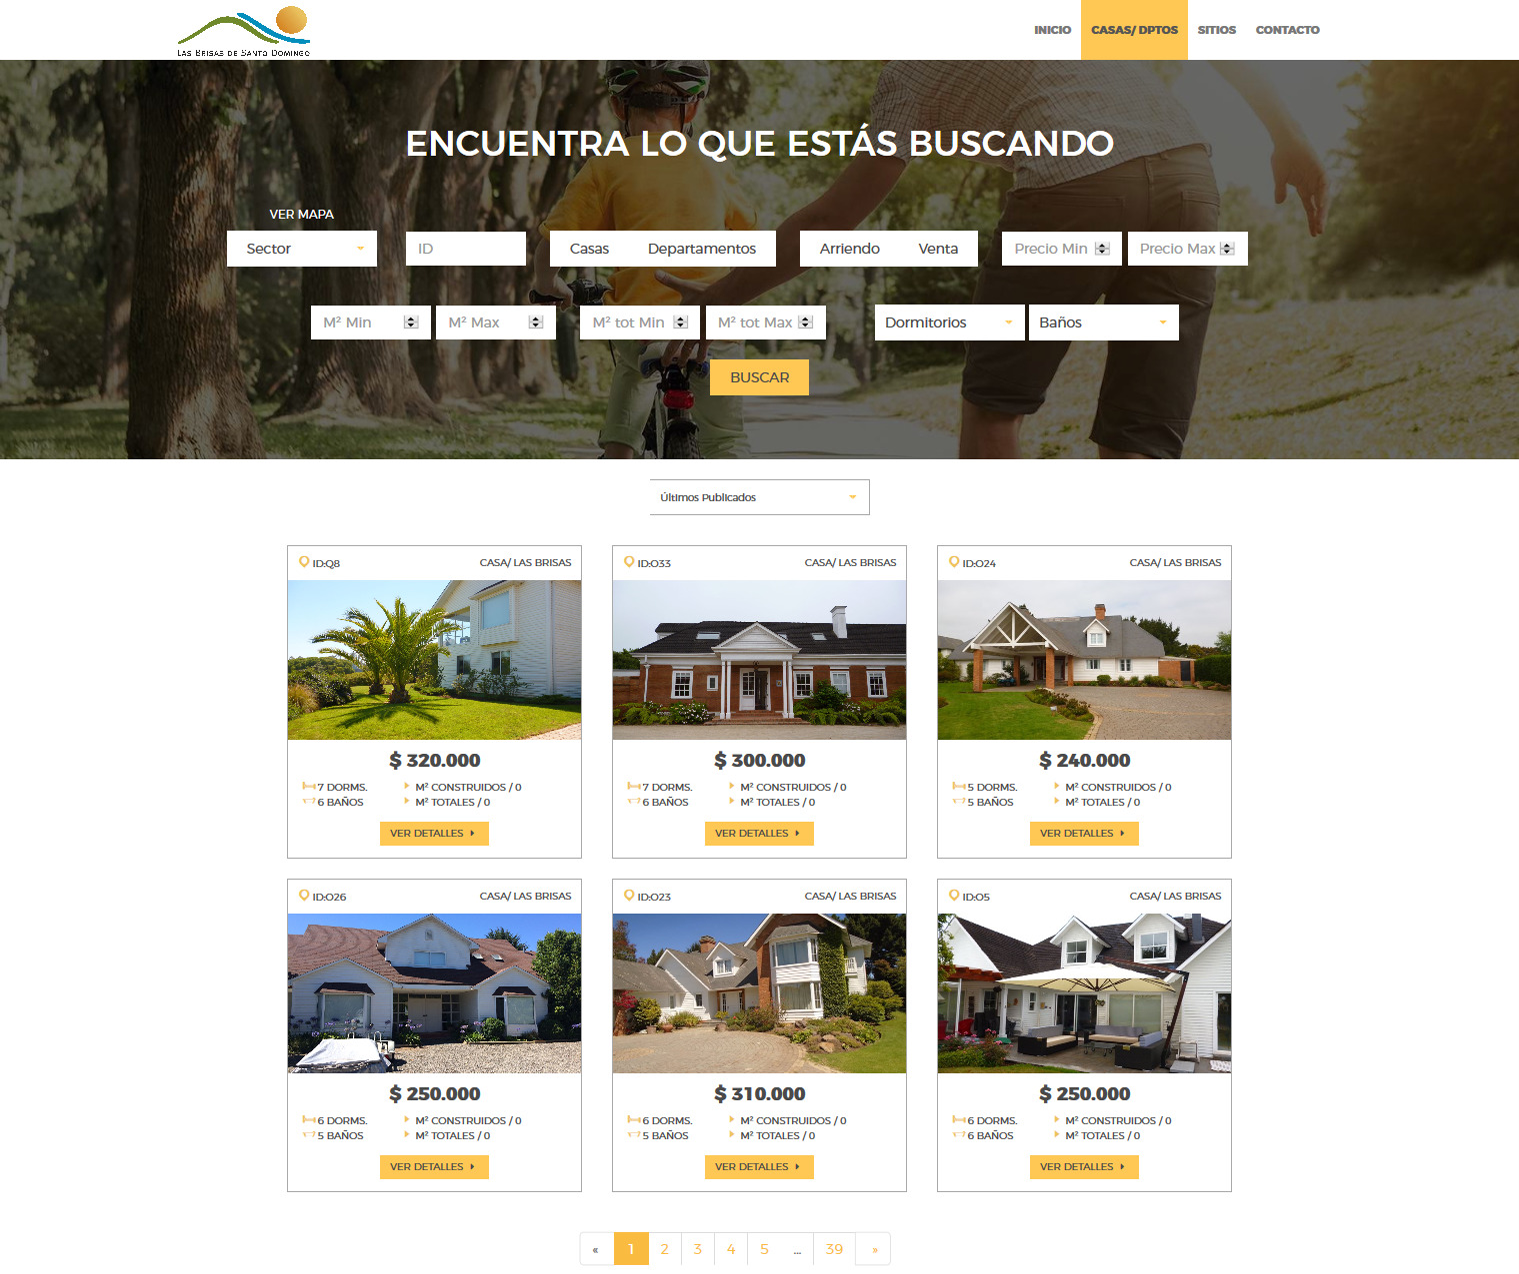 LAS BRISAS DE SANTO DOMINGO
INICIO CASAS/ DPTOS SITIOS CONTACTO
ENCUENTRA LO QUE ESTÁS BUSCANDO
VER MAPA
Sector ID Casas Departamentos Arriendo Venta Precio Min Precio Max
M² Min M² Max M² tot Min M² tot Max Dormitorios Baños
BUSCAR
Últimos Publicados
ID:Q8 CASA/ LAS BRISAS
$ 320.000
7 DORMS. M² CONSTRUIDOS / 0
6 BAÑOS M² TOTALES / 0
VER DETALLES
ID:O33 CASA/ LAS BRISAS
$ 300.000
7 DORMS. M² CONSTRUIDOS / 0
6 BAÑOS M² TOTALES / 0
VER DETALLES
ID:O24 CASA/ LAS BRISAS
$ 240.000
5 DORMS. M² CONSTRUIDOS / 0
5 BAÑOS M² TOTALES / 0
VER DETALLES
ID:O26 CASA/ LAS BRISAS
$ 250.000
6 DORMS. M² CONSTRUIDOS / 0
5 BAÑOS M² TOTALES / 0
VER DETALLES
ID:O23 CASA/ LAS BRISAS
$ 310.000
6 DORMS. M² CONSTRUIDOS / 0
5 BAÑOS M² TOTALES / 0
VER DETALLES
ID:O5 CASA/ LAS BRISAS
$ 250.000
6 DORMS. M² CONSTRUIDOS / 0
6 BAÑOS M² TOTALES / 0
VER DETALLES
« 1 2 3 4 5 ... 39 »